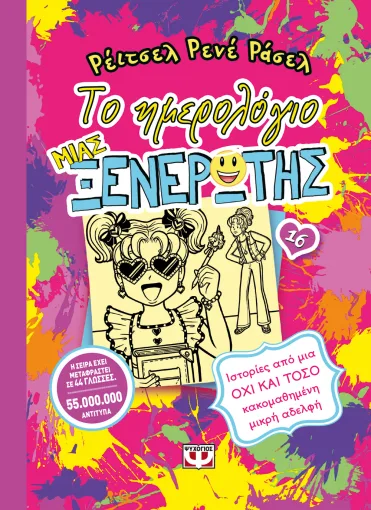 Ρέιτσελ Ρενέ Ράσελ
Το ημερολόγιο
ΜΙΑΣ
ΞΕΝΕΡΩΤΗΣ
16
Η ΣΕΙΡΑ ΕΧΕΙ
ΜΕΤΑΦΡΑΣΤΕΙ
ΣΕ 44 ΓΛΩΣΣΕΣ.
55.000.000
ΑΝΤΙΤΥΠΑ
Ιστορίες από μια
ΟΧΙ ΚΑΙ ΤΟΣΟ
κακομαθημένη
μικρή αδελφή
ΨΥΧΟΓΙΟΣ